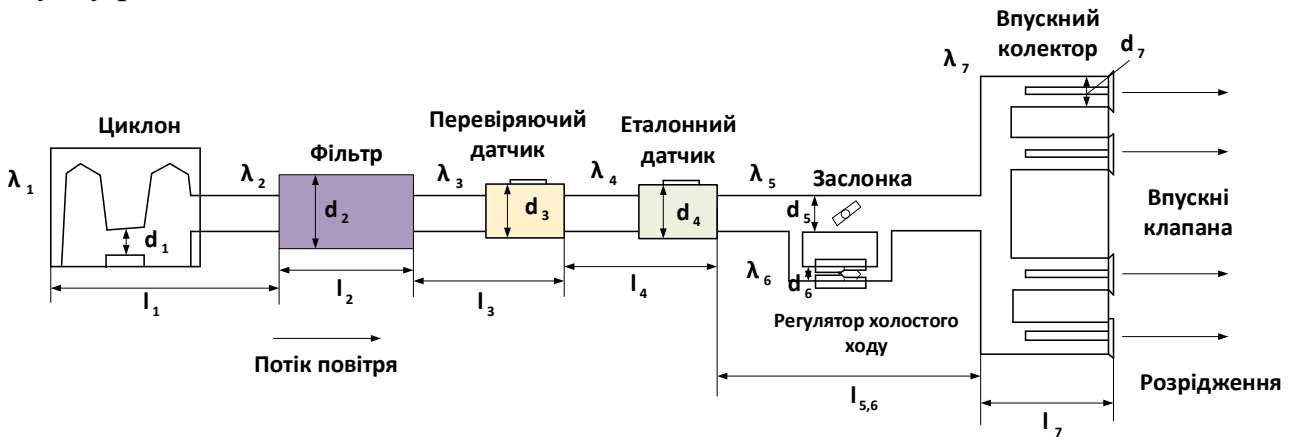 Впускний
колектор
d 7
λ 7
Циклон
Фільтр
Перевіряючий
датчик
Еталонний
датчик
λ 1
λ 2
λ 3
λ 4
λ 5
Заслонка
d 1
d 2
d 3
d 4
d 5
Впускні
клапана
λ 6
d 6
l 1
l 2
l 3
l 4
Регулятор холостого
ходу
Потік повітря
l 5,6
l 7
Розрідження